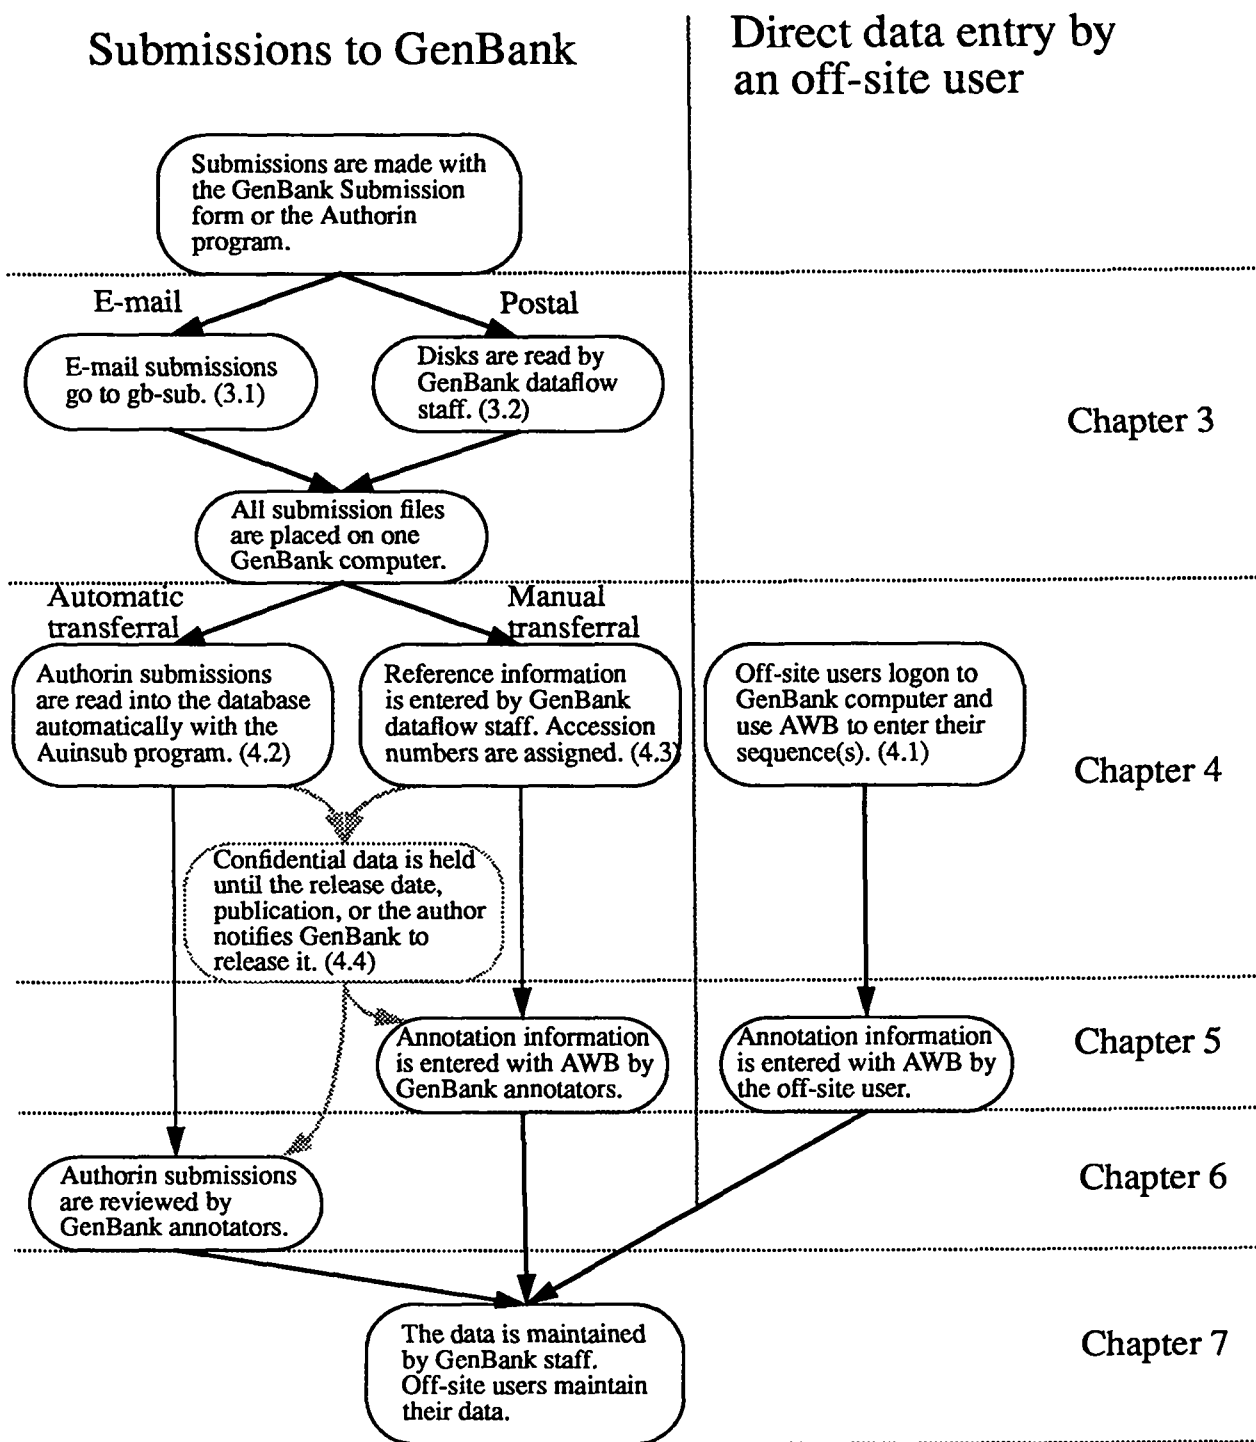 Submissions to GenBank
Direct data entry by
an off-site user
Submissions are made with
the GenBank Submission
form or the Authorin
program.
E-mail
Postal
E-mail submissions
go to gb-sub. (3.1)
Disks are read by
GenBank dataflow
staff. (3.2)
Chapter 3
All submission files
are placed on one
GenBank computer.
Automatic
transferral
Manual
transferral
Authorin submissions
are read into the database
automatically with the
Auinsub program. (4.2)
Reference information
is entered by GenBank
dataflow staff. Accession
numbers are assigned. (4.3)
Off-site users logon to
GenBank computer and
use AWB to enter their
sequence(s). (4.1)
Chapter 4
Confidential data is held
until the release date,
publication, or the author
notifies GenBank to
release it. (4.4)
Annotation information
is entered with AWB by
GenBank annotators.
Annotation information
is entered with AWB by
the off-site user.
Chapter 5
Authorin submissions
are reviewed by
GenBank annotators.
Chapter 6
The data is maintained
by GenBank staff.
Off-site users maintain
their data.
Chapter 7